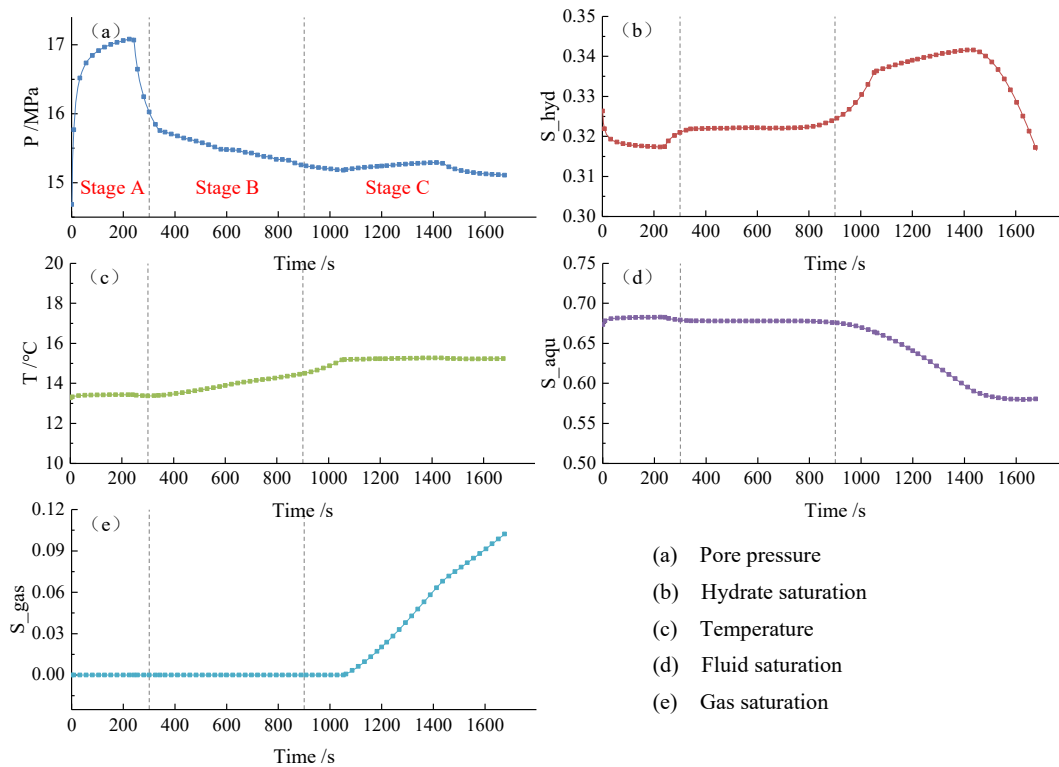 （a）
17
16
15
P /MPa
Stage A
Stage B
Stage C
0 200 400 600 800 1000 1200 1400 1600
Time /s
（b）
0.34
0.33
0.32
0.31
0.30
S_hyd
0 200 400 600 800 1000 1200 1400 1600
Time /s
（c）
20
18
16
14
12
10
T /°C
0 200 400 600 800 1000 1200 1400 1600
Time /s
（d）
0.75
0.70
0.65
0.60
0.55
0.50
S_aqu
0 200 400 600 800 1000 1200 1400 1600
Time /s
（e）
0.12
0.09
0.06
0.03
0.00
S_gas
0 200 400 600 800 1000 1200 1400 1600
Time /s
(a) Pore pressure
(b) Hydrate saturation
(c) Temperature
(d) Fluid saturation
(e) Gas saturation